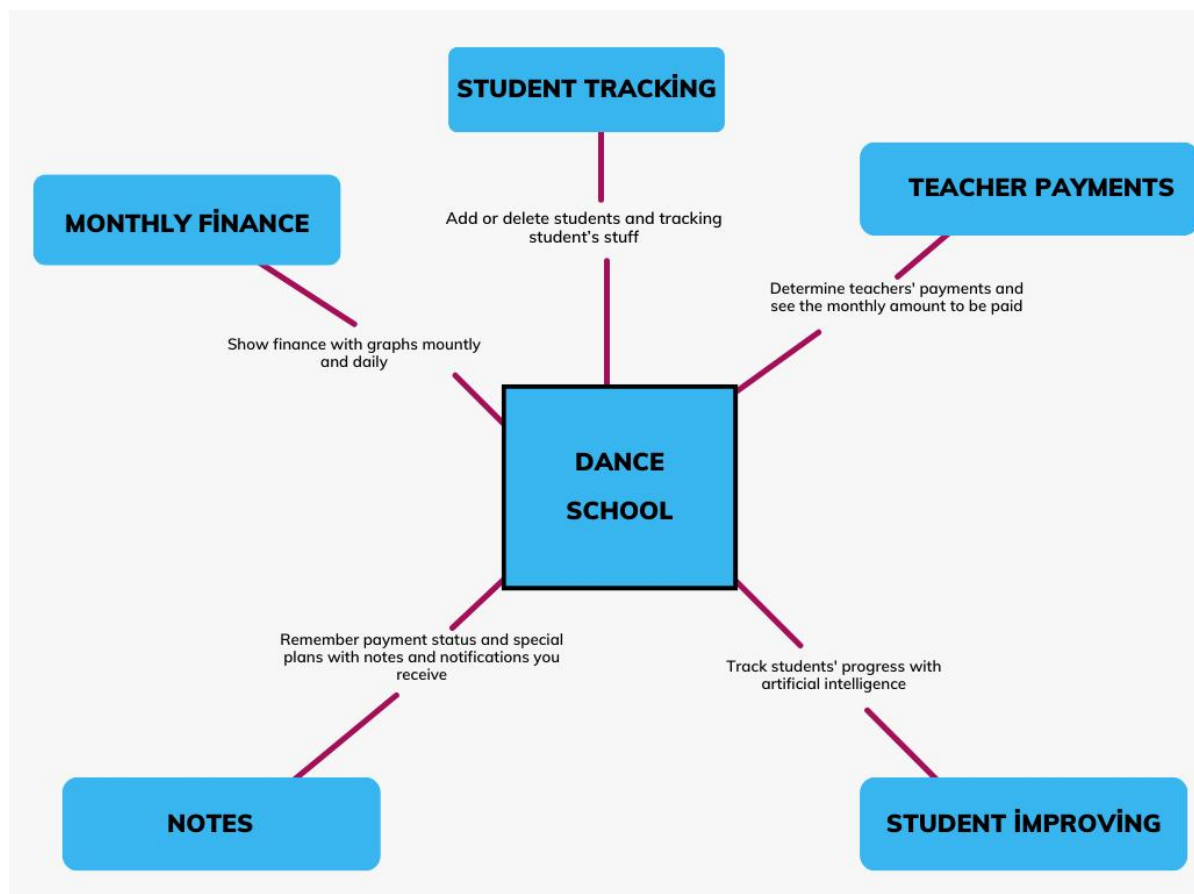 STUDENT TRACKİNG
TEACHER PAYMENTS
MONTHLY FİNANCE
Add or delete students and tracking
student's stuff
Determine teachers' payments and
see the monthly amount to be paid
Show finance with graphs mountly
and daily
DANCE
SCHOOL
Remember payment status and special
plans with notes and notifications you
receive
Track students' progress with
artificial intelligence
NOTES
STUDENT İMPROVİNG